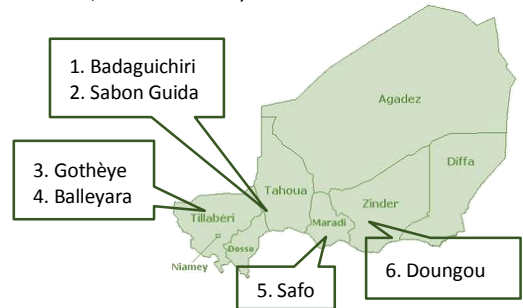 1. Badaguichiri
2. Sabon Guida
3. Gothèye
4. Balleyara
Agadez
Diffa
Tahoua
Zinder
Tillabéri
Maradi
Dosso
Niamey
5. Safo
6. Doungou